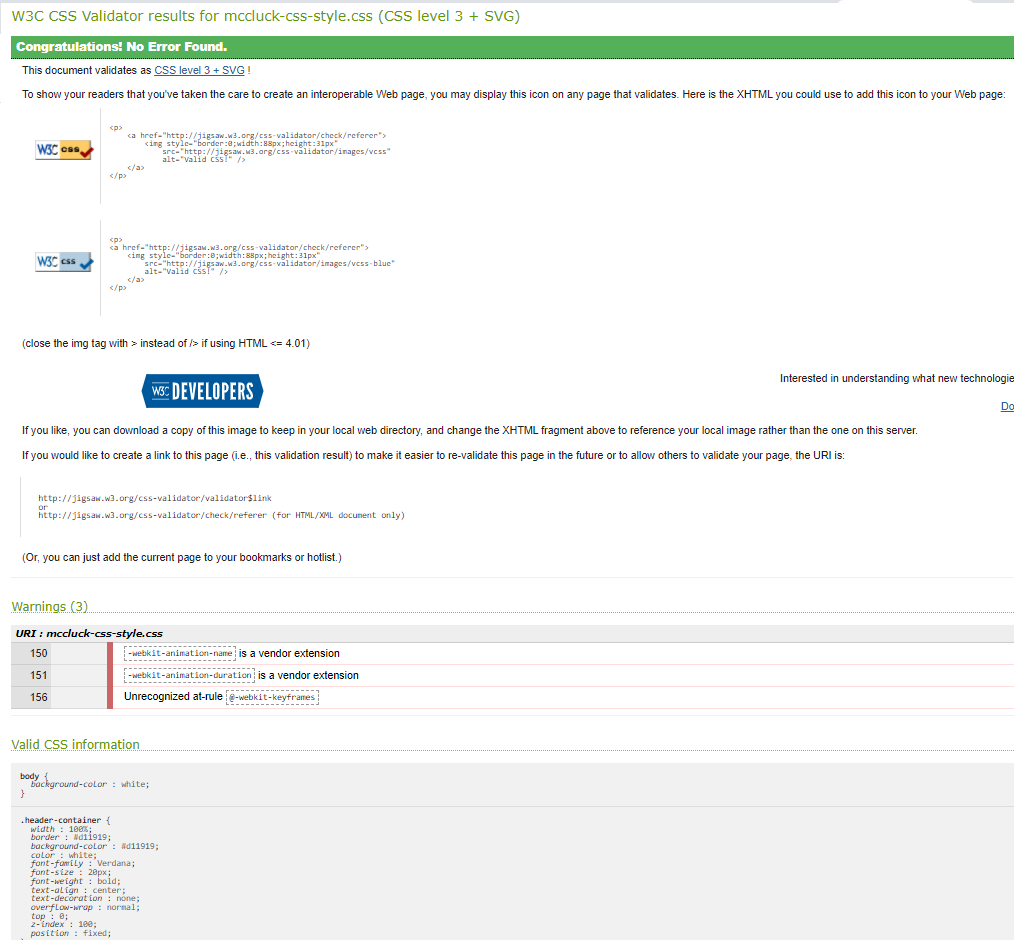 W3C CSS Validator results for mccluck-css-style.css (CSS level 3 + SVG)
Congratulations! No Error Found.
This document validates as CSS level 3 + SVG !
To show your readers that you've taken the care to create an interoperable Web page, you may display this icon on any page that validates. Here is the XHTML you could use to add this icon to your Web page:
W3C css
<p>
<a href="http://jigsaw.w3.org/css-validator/check/referer">
<img style="border:0;width:88px;height:31px"
src="http://jigsaw.w3.org/css-validator/images/vcss"
alt="Valid CSS!" />
</a>
</p>
W3C css
<p>
<a href="http://jigsaw.w3.org/css-validator/check/referer">
<img style="border:0;width:88px;height:31px"
src="http://jigsaw.w3.org/css-validator/images/vcss-blue"
alt="Valid CSS!" />
</a>
</p>
(close the img tag with > instead of /> if using HTML <= 4.01)
W3C DEVELOPERS
Interested in understanding what new technologie
Do
If you like, you can download a copy of this image to keep in your local web directory, and change the XHTML fragment above to reference your local image rather than the one on this server.
If you would like to create a link to this page (i.e., this validation result) to make it easier to re-validate this page in the future or to allow others to validate your page, the URI is:
http://jigsaw.w3.org/css-validator/validator$link
or
http://jigsaw.w3.org/css-validator/check/referer (for HTML/XML document only)
(Or, you can just add the current page to your bookmarks or hotlist.)
Warnings (3)
URI : mccluck-css-style.css
150 -webkit-animation-name is a vendor extension
151 -webkit-animation-duration is a vendor extension
156 Unrecognized at-rule @-webkit-keyframes
Valid CSS information
body {
background-color : white;
}
.header-container {
width : 100%;
border : #d11919;
background-color : #d11919;
color : white;
font-family : Verdana;
font-size : 20px;
font-weight : bold;
text-align : center;
text-decoration : none;
overflow-wrap : normal;
top : 0;
z-index : 100;
position : fixed;